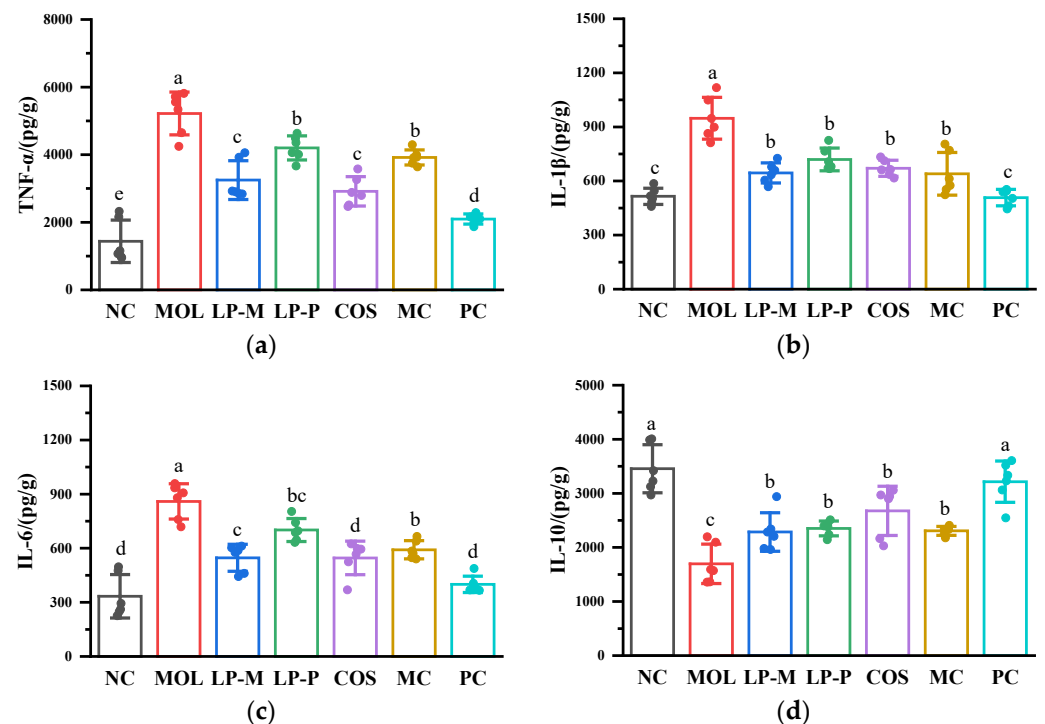 8000
6000
4000
2000
0
TNF-α/(pg/g)
e
a
c
b
c
b
d
NC MOL LP-M LP-P COS MC PC
(a)
1500
1200
900
600
300
0
IL-1β/(pg/g)
c
a
b
b
b
b
c
NC MOL LP-M LP-P COS MC PC
(b)
1500
1200
900
600
300
0
IL-6/(pg/g)
d
a
c
bc
d
b
d
NC MOL LP-M LP-P COS MC PC
(c)
5000
4000
3000
2000
1000
0
IL-10/(pg/g)
a
c
b
b
b
b
a
NC MOL LP-M LP-P COS MC PC
(d)